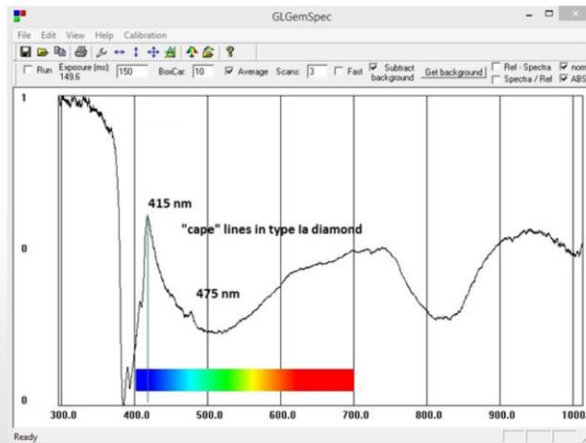 GLGemSpec
File Edit View Help Calibration
Run Exposure (ms): 149.6 150 BoxCar: 10 Average Scans: 3 Fast Subtract background Get background Ref - Spectra Spectra / Ref ABS
1
415 nm
"cape" lines in type Ia diamond
0
475 nm
0
300.0 400.0 500.0 600.0 700.0 800.0 900.0 1000
Ready